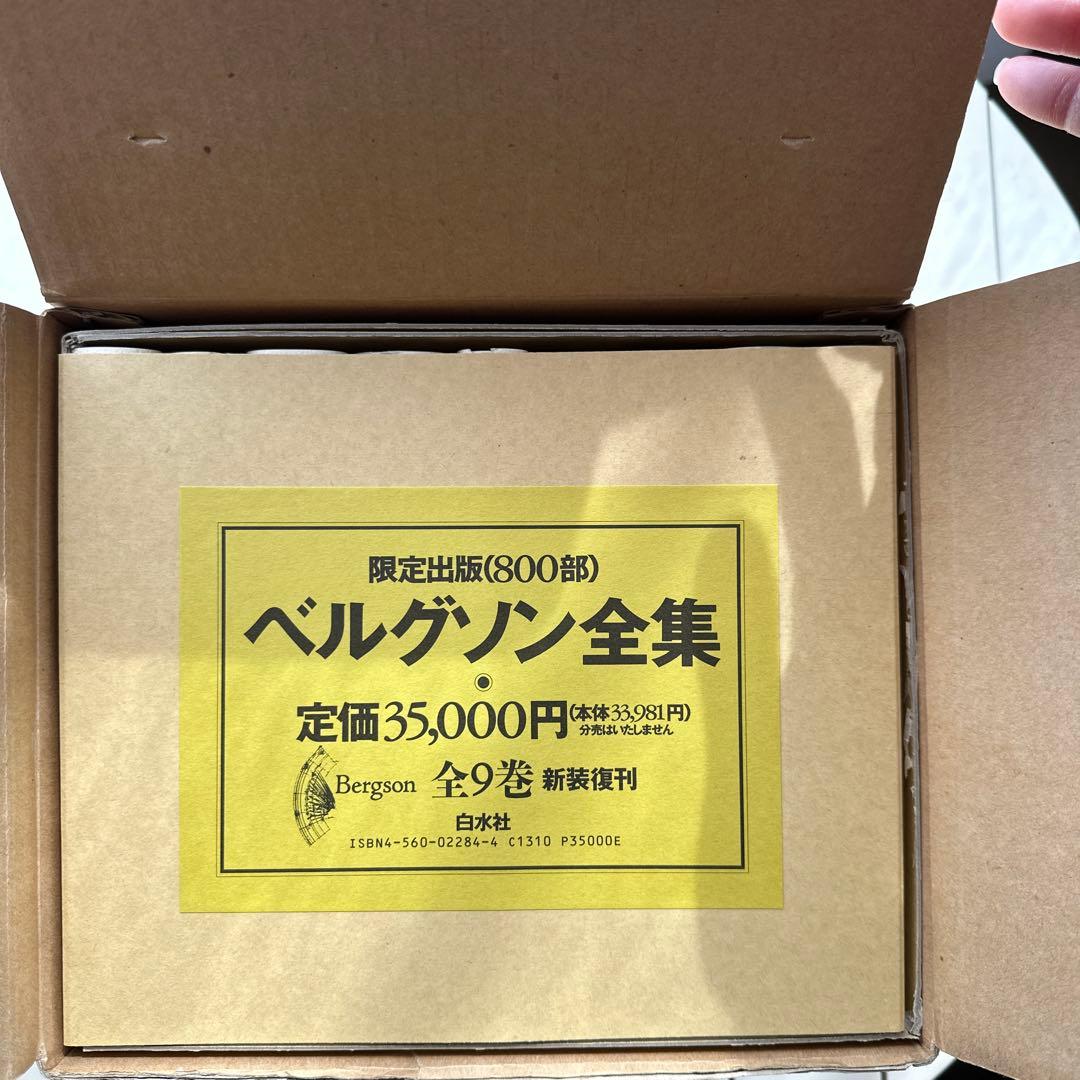 限定出版(800部)
ベルグソン全集
定価35,000円(本体33,981円)
分売はいたしません
Bergson 全9巻 新装復刊
白水社
ISBN4-560-02284-4 C1310 P35000E